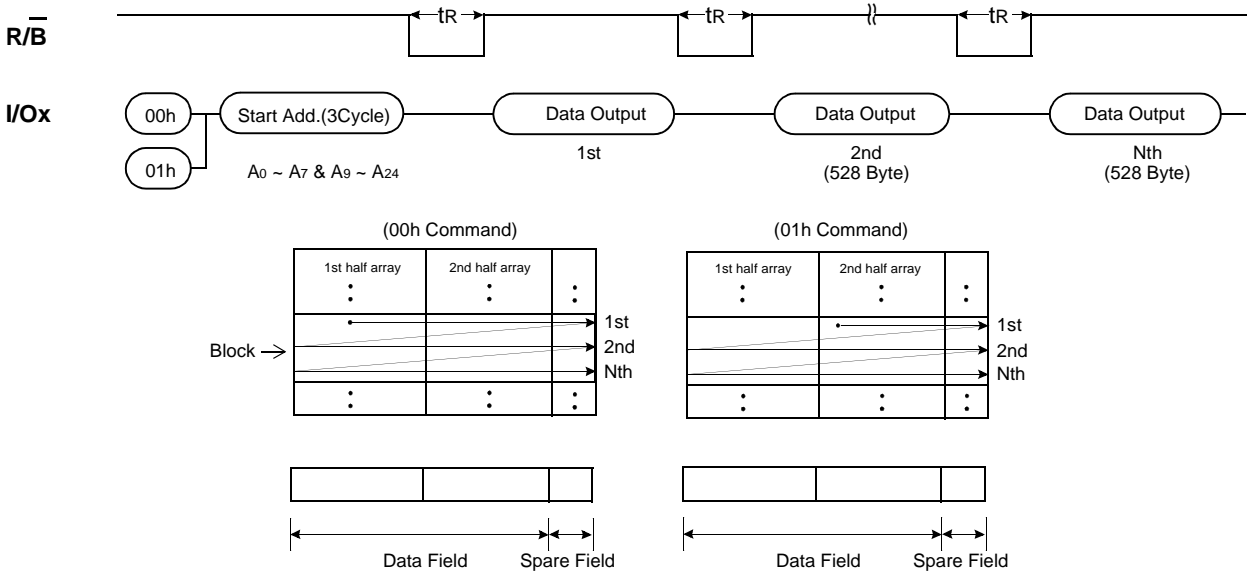 R/B tR tR tR
I/Ox 00h Start Add.(3Cycle) Data Output Data Output Data Output
01h A0 ~ A7 & A9 ~ A24 1st 2nd Nth
(528 Byte) (528 Byte)
(00h Command) (01h Command)
1st half array 2nd half array 1st half array 2nd half array
1st 1st
Block 2nd 2nd
Nth Nth
Data Field Spare Field Data Field Spare Field